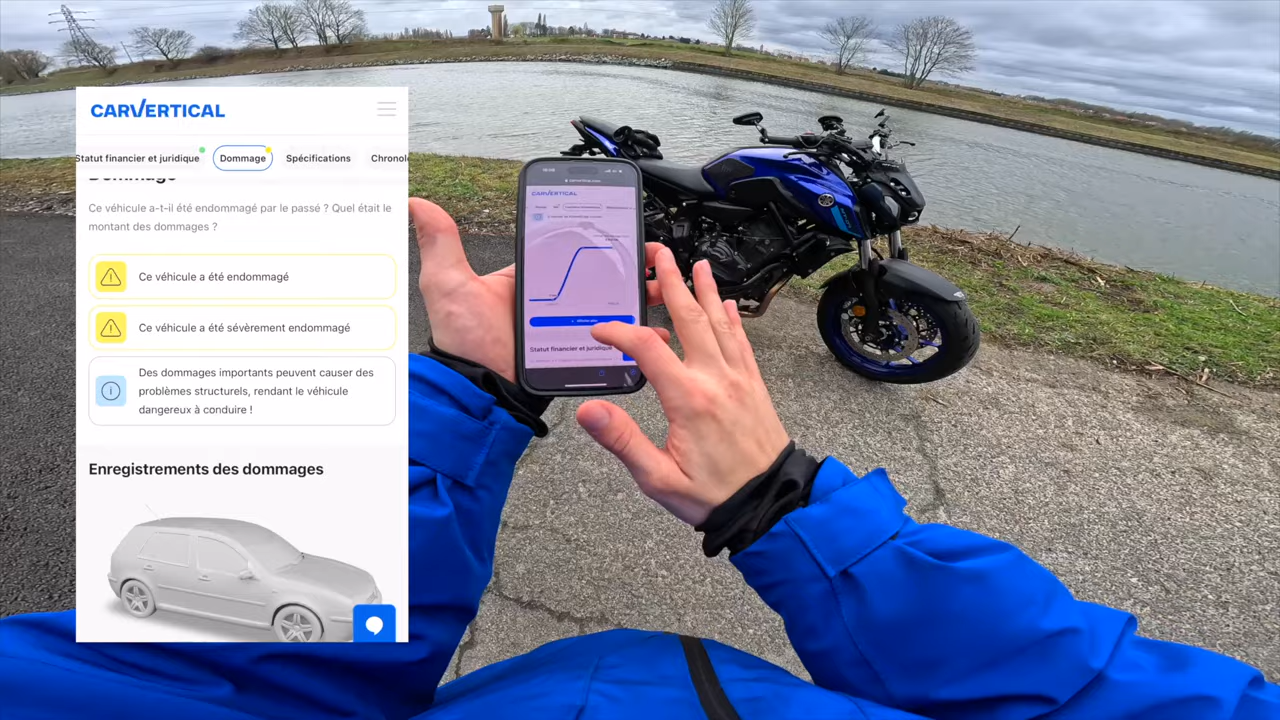 CARVERTICAL
Statut financier et juridique
Dommage
Spécifications
Chronol
Dommage
Ce véhicule a-t-il été endommagé par le passé ? Quel était le
montant des dommages ?
Ce véhicule a été endommagé
Ce véhicule a été sévèrement endommagé
Des dommages importants peuvent causer des
problèmes structurels, rendant le véhicule
dangereux à conduire !
Enregistrements des dommages
CARVERTICAL
Statut financier et juridique